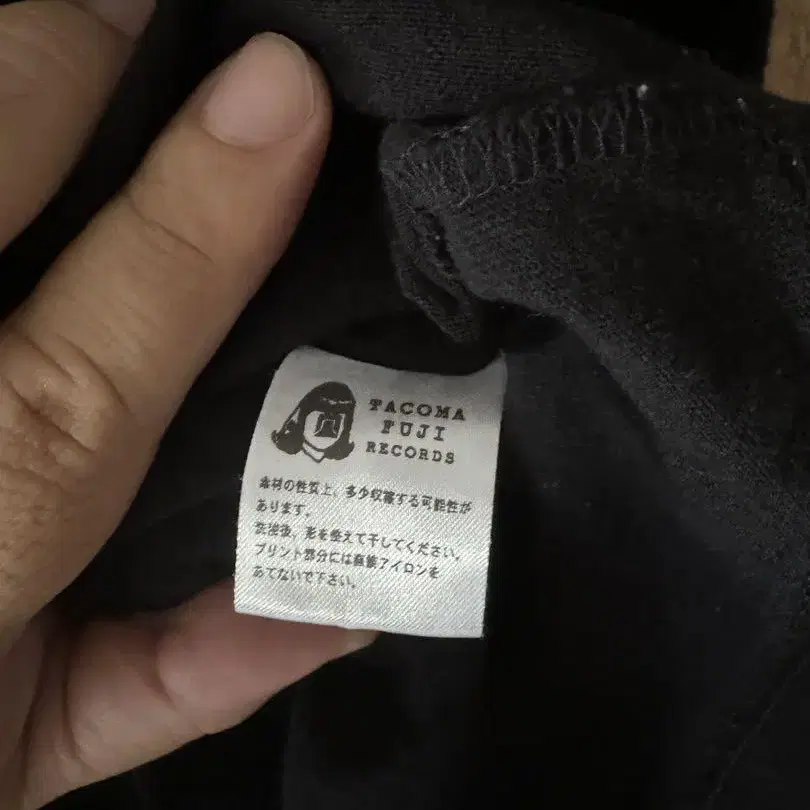 TACOMA
FUJI
RECORDS
素材の性質上、多少収縮する可能性が
あります。
洗濯後、形を整えて干してください。
プリント部分には直接アイロンを
あてないで下さい。